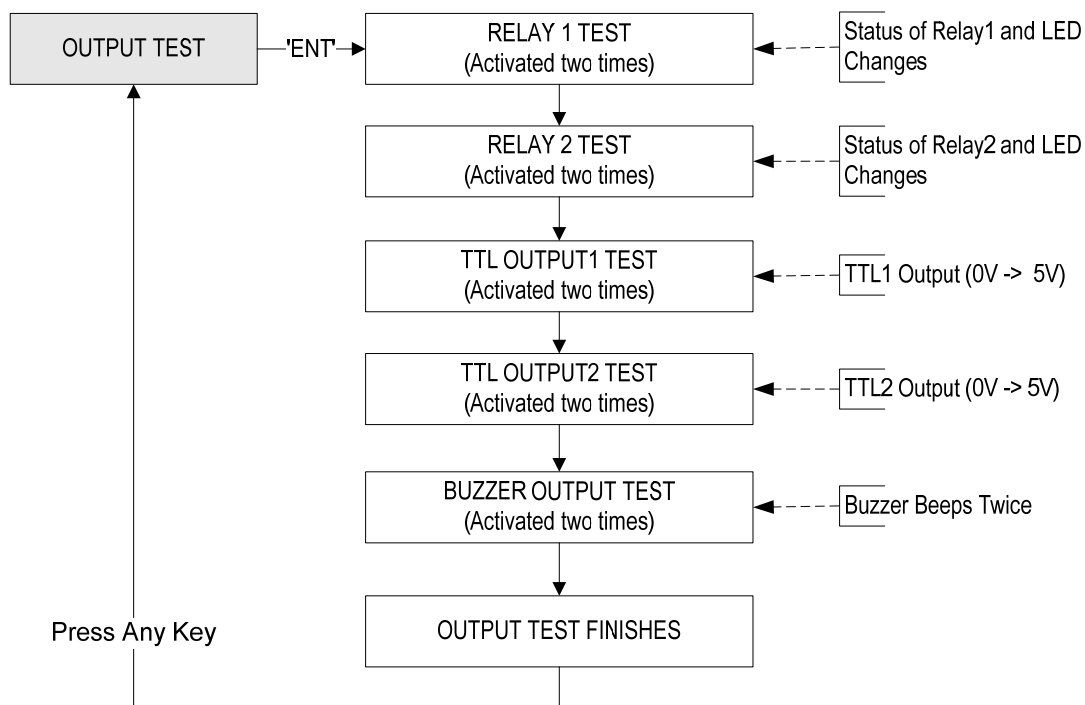 OUTPUT TEST
'ENT'
RELAY 1 TEST
(Activated two times)
Status of Relay1 and LED
Changes
RELAY 2 TEST
(Activated two times)
Status of Relay2 and LED
Changes
TTL OUTPUT1 TEST
(Activated two times)
TTL1 Output (0V -> 5V)
TTL OUTPUT2 TEST
(Activated two times)
TTL2 Output (0V -> 5V)
BUZZER OUTPUT TEST
(Activated two times)
Buzzer Beeps Twice
OUTPUT TEST FINISHES
Press Any Key